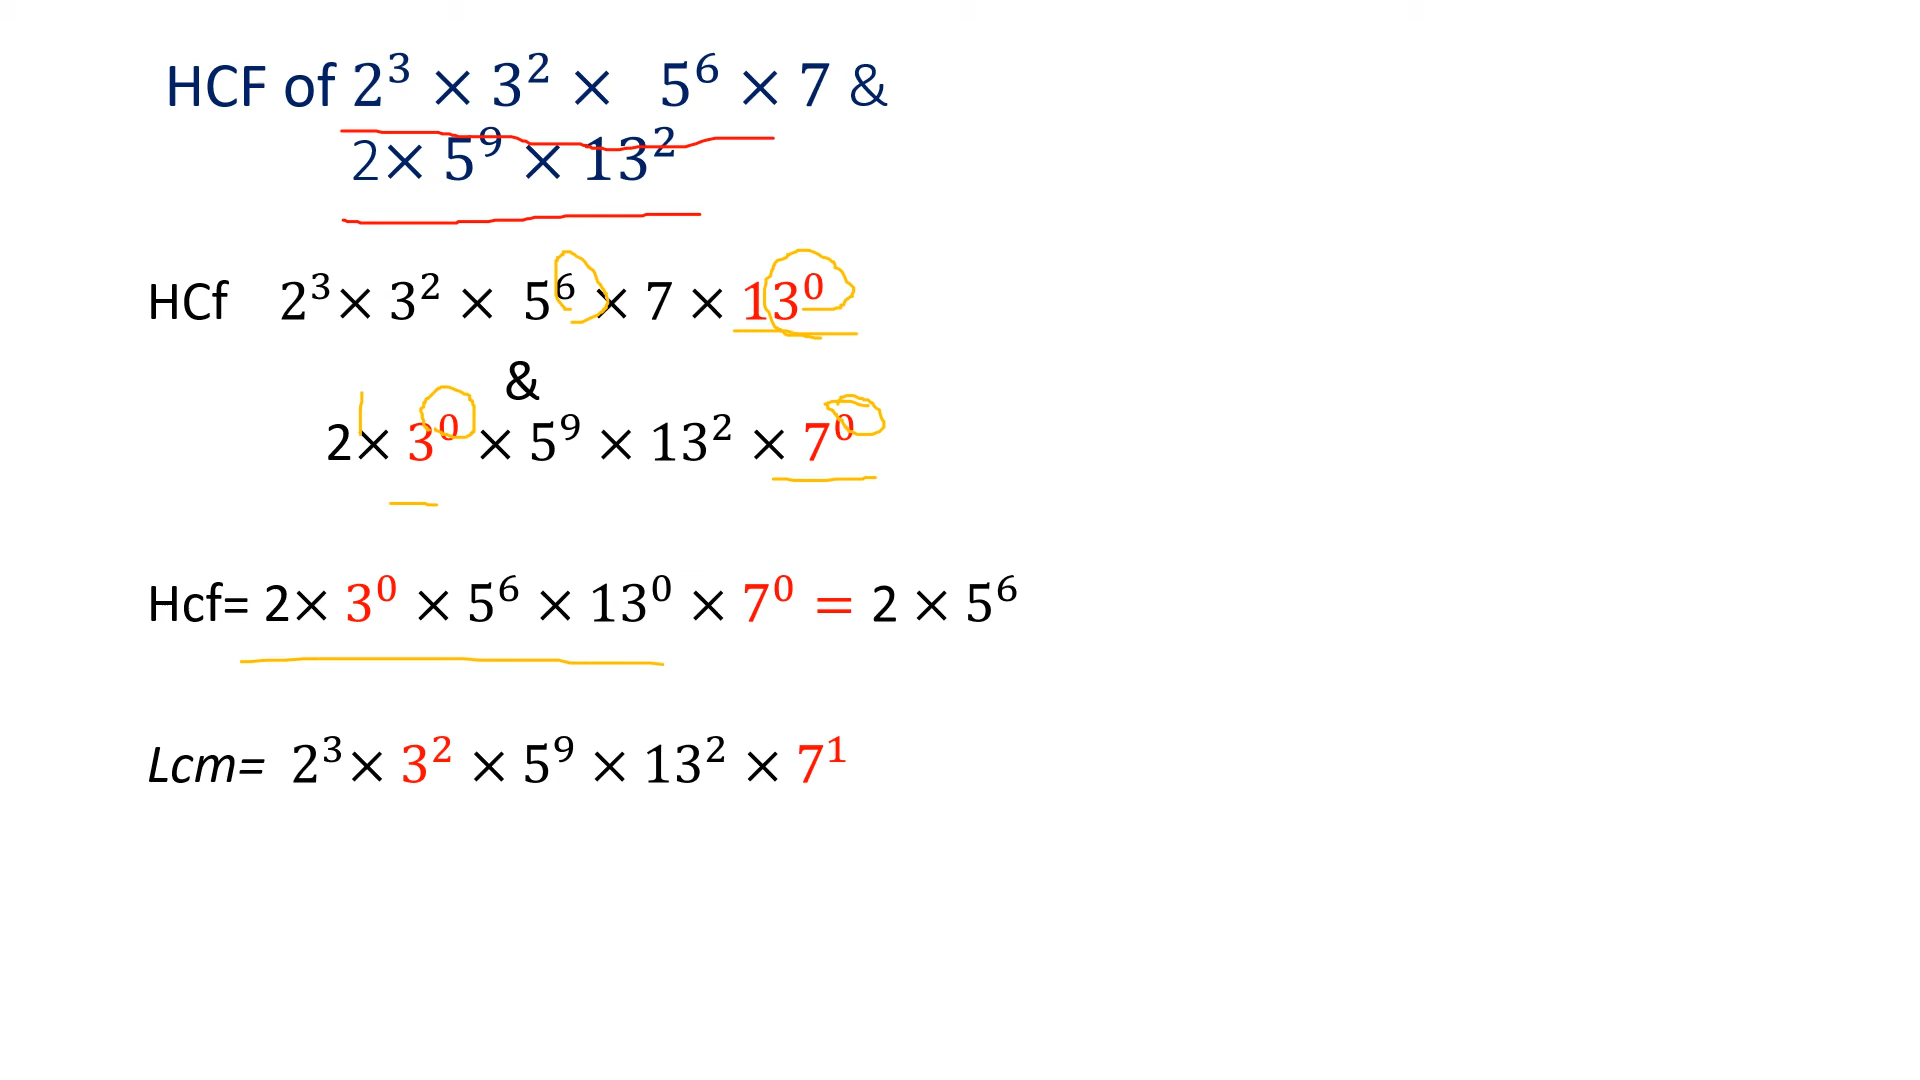 HCF of 2³ × 3² × 5⁶ × 7 &
2× 5⁹ × 13²
HCf 2³× 3² × 5⁶ × 7 × 13⁰
&
2× 3⁰ × 5⁹ × 13² × 7⁰
Hcf= 2× 3⁰ × 5⁶ × 13⁰ × 7⁰ = 2 × 5⁶
Lcm= 2³× 3² × 5⁹ × 13² × 7¹